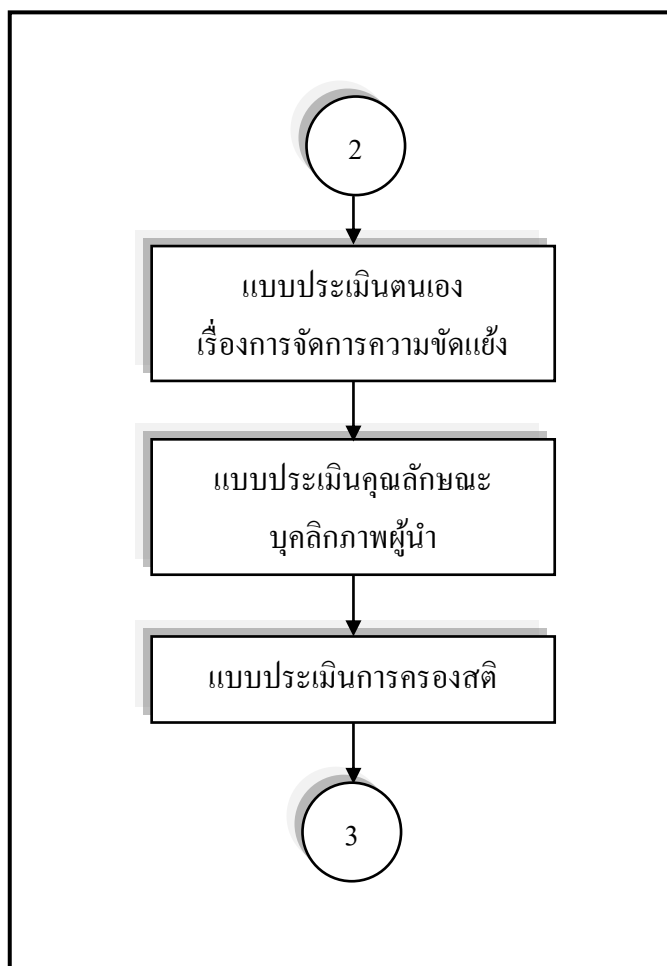 2
แบบประเมินตนเอง
เรื่องการจัดการความขัดแย้ง
แบบประเมินคุณลักษณะ
บุคลิกภาพผู้นำ
แบบประเมินการครองสติ
3